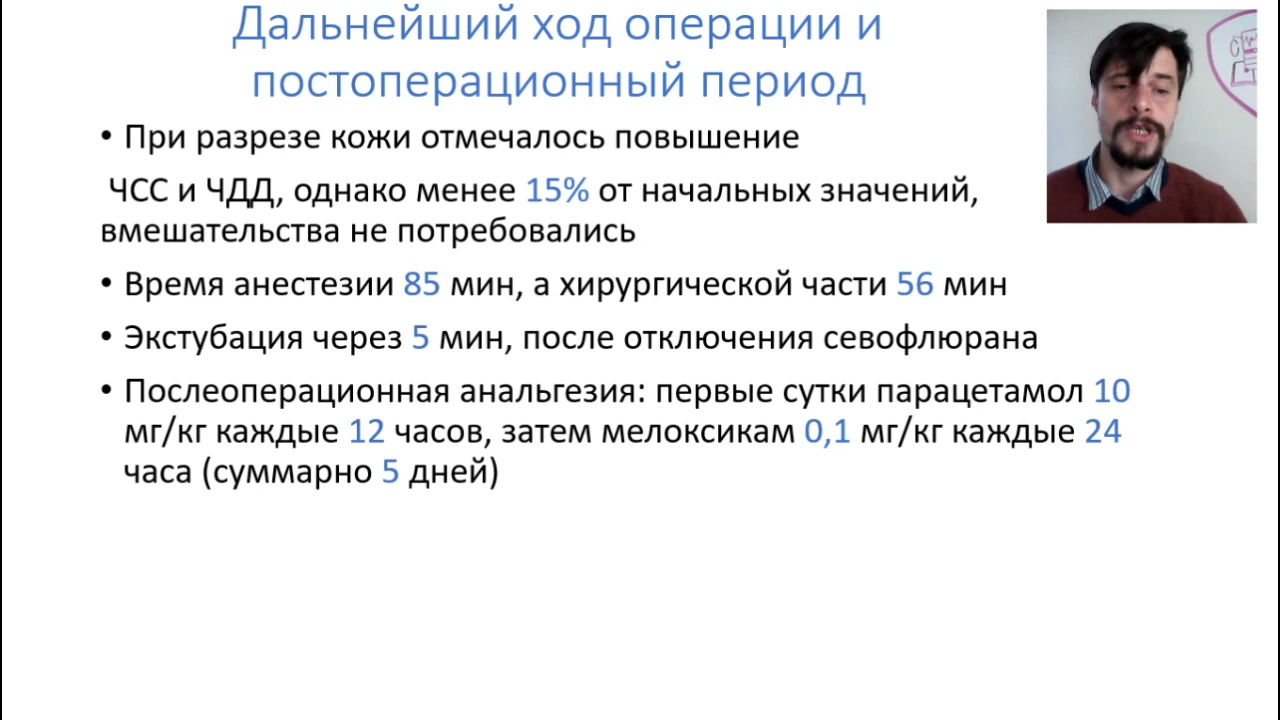 Дальнейший ход операции и
постоперационный период
• При разрезе кожи отмечалось повышение
ЧСС и ЧДД, однако менее 15% от начальных значений,
вмешательства не потребовались
• Время анестезии 85 мин, а хирургической части 56 мин
• Экстубация через 5 мин, после отключения севофлюрана
• Послеоперационная анальгезия: первые сутки парацетамол 10
мг/кг каждые 12 часов, затем мелоксикам 0,1 мг/кг каждые 24
часа (суммарно 5 дней)